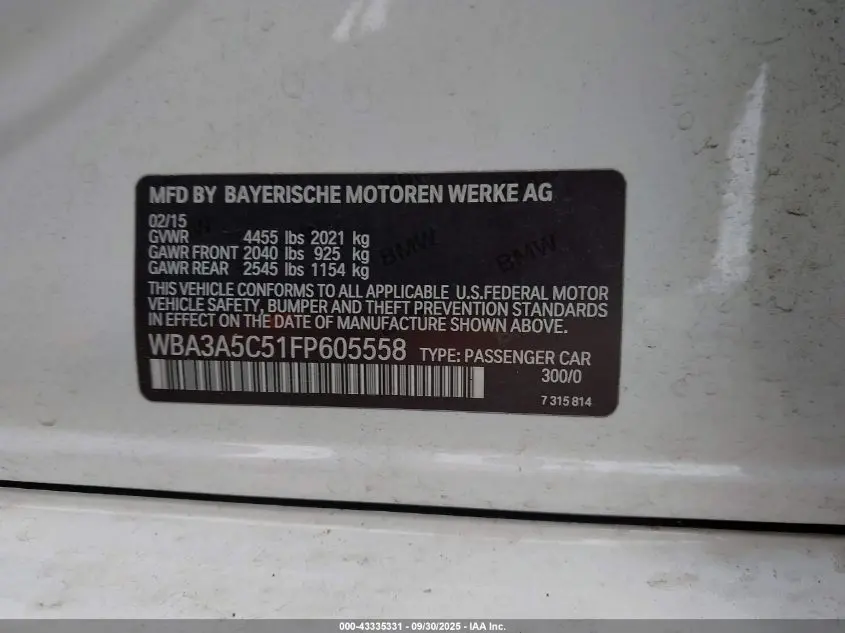 MFD BY BAYERISCHE MOTOREN WERKE AG
02/15
GVWR 4455 lbs 2021 kg
GAWR FRONT 2040 lbs 925 kg
GAWR REAR 2545 lbs 1154 kg
BMW BMW
THIS VEHICLE CONFORMS TO ALL APPLICABLE U.S.FEDERAL MOTOR
VEHICLE SAFETY, BUMPER AND THEFT PREVENTION STANDARDS
IN EFFECT ON THE DATE OF MANUFACTURE SHOWN ABOVE.
WBA3A5C51FP605558 TYPE: PASSENGER CAR
300/0
7 315 814
000-43335331 - 09/30/2025 - IAA Inc.